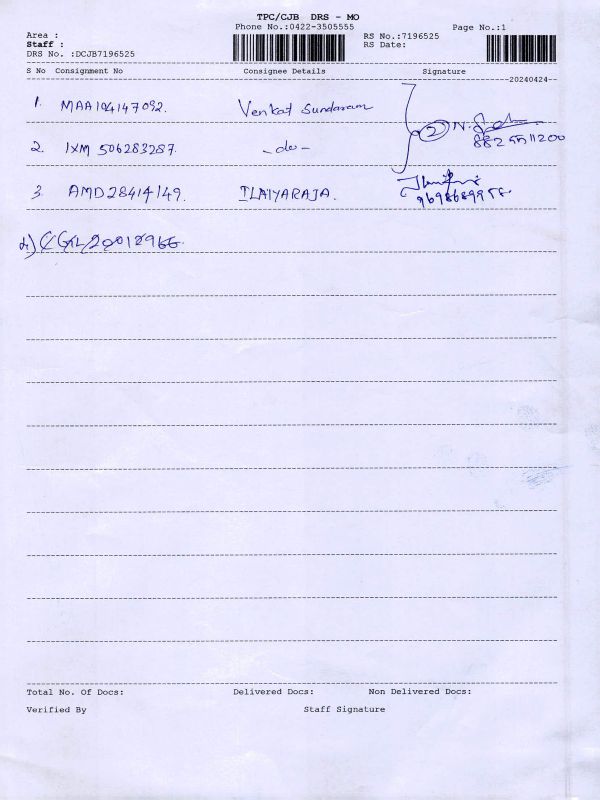 TPC/CJB DRS - MO
Phone No.:0422-3505555
Page No.:1
Area :
Staff :
DRS No. :DCJB7196525
RS No.:7196525
RS Date:
S No Consignment No Consignee Details Signature
20240424
1. MAA104147092. Venkat Sundaram
2 N.
8825511200
2. IXM 506283287. -do-
3. AMD28414149. ILAIYARAJA.
9698689956
4)
Total No. Of Docs: Delivered Docs: Non Delivered Docs:
Verified By Staff Signature